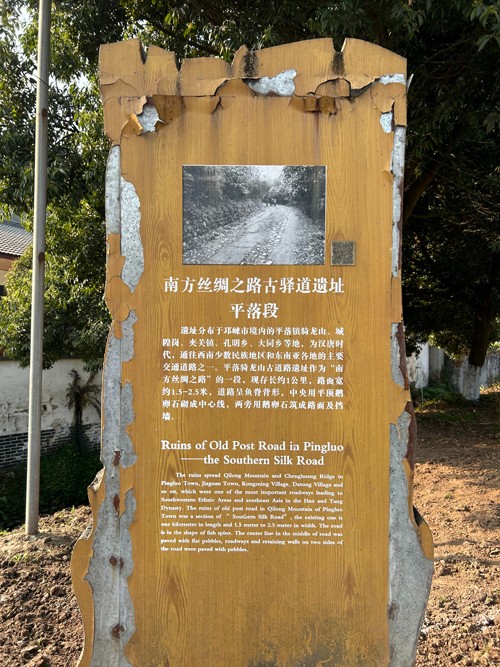 南方丝绸之路古驿道遗址
平落段
遗址分布于邛崃市境内的平落镇骑龙山、城
隍岗、夹关镇、孔明乡、大同乡等地，为汉唐时
代，通往西南少数民族地区和东南亚各地的主要
交通道路之一。平落骑龙山古道路遗址作为“南
方丝绸之路”的一段，现存长约1公里，路面宽
约1.5-2.5米，道路呈鱼脊背形，中央用平顶鹅
卵石砌成中心线，两旁用鹅卵石筑成路面及挡
墙。
Ruins of Old Post Road in Pingluo
——the Southern Silk Road
The ruins spread Qilong Mountain and Chenghuang Ridge in
Pingluo Town, Jiaguan Town, Kongming Village, Datong Village and
so on, which were one of the most important roadways leading to
Southwestern Ethnic Areas and southeast Asia in the Han and Tang
Dynasty. The ruins of old post road in Qilong Mountain of Pingluo
Town was a section of “ Southern Silk Road”, the existing one is
one kilometer in length and 1.5 meter to 2.5 meter in width. The road
is in the shape of fish spine. The center line in the middle of road was
paved with flat pebbles, roadways and retaining walls on two sides of
the road were paved with pebbles.